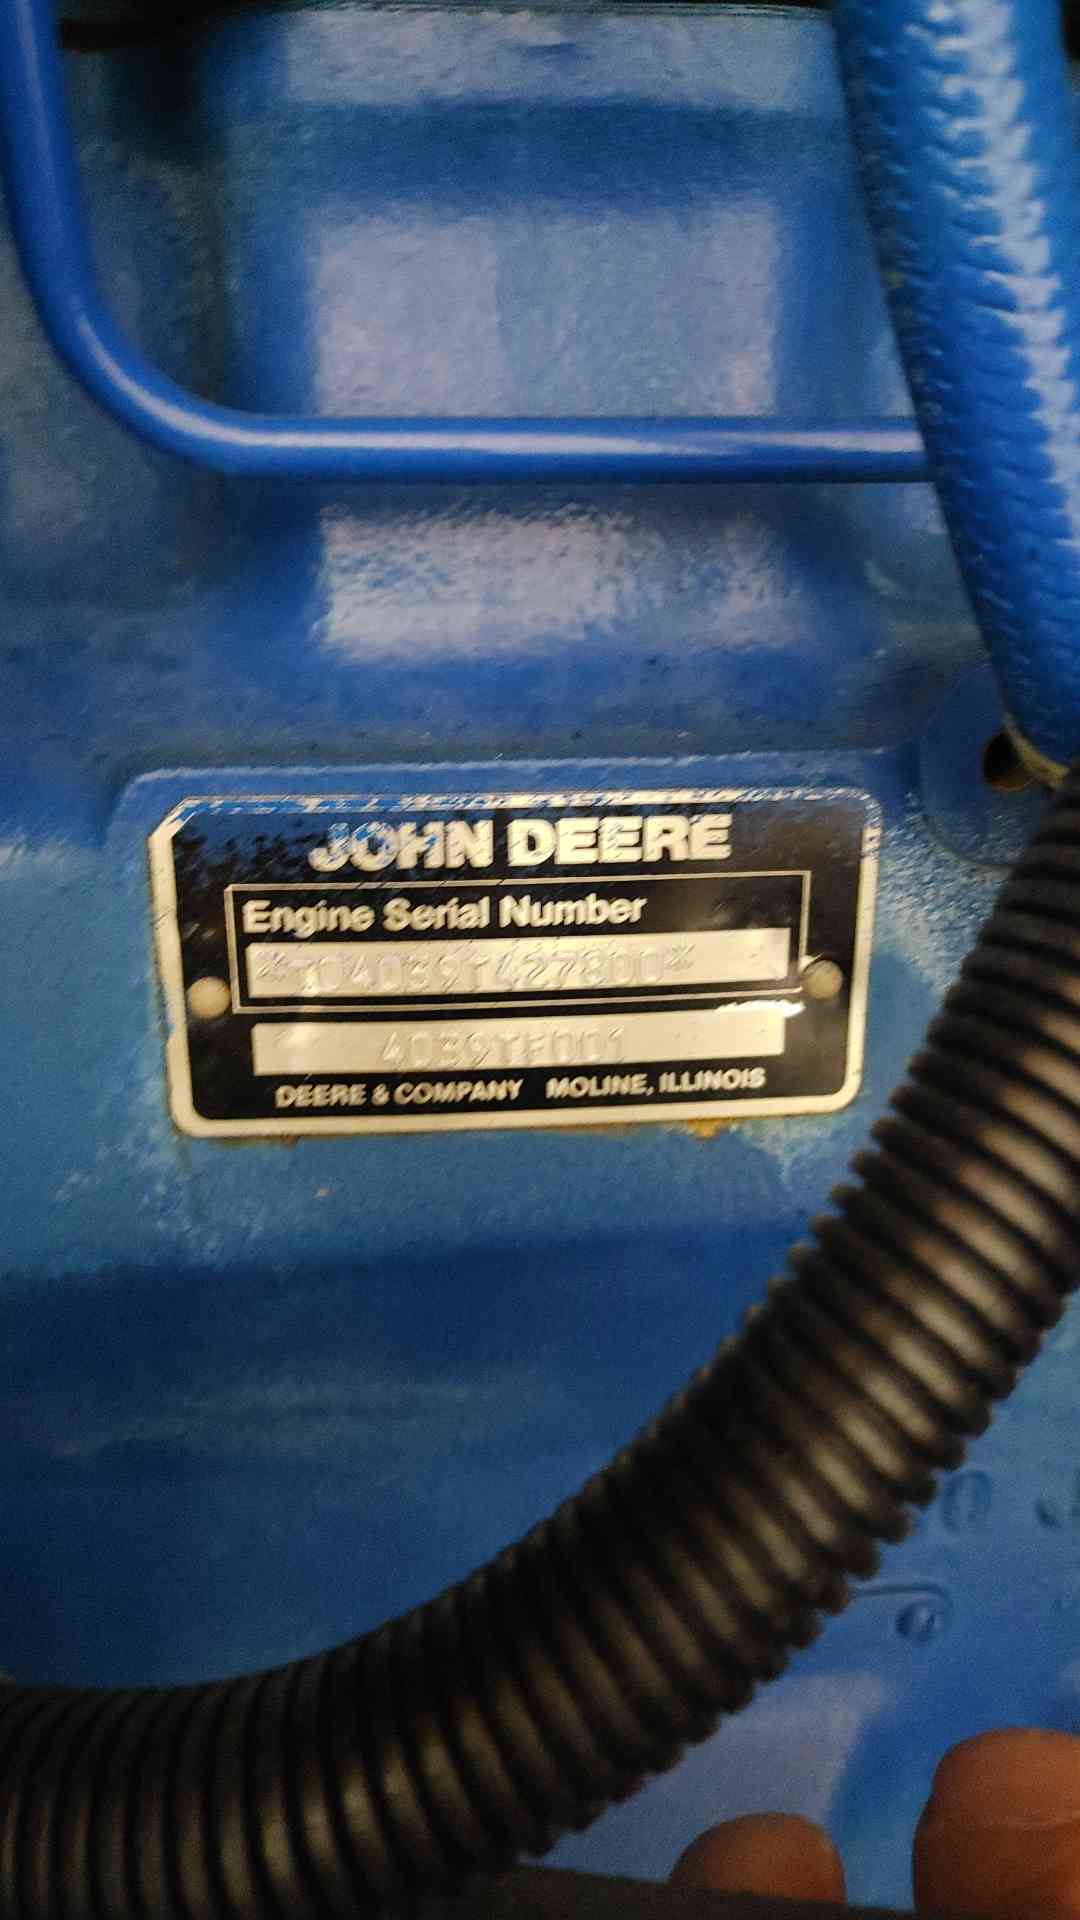 JOHN DEERE
Engine Serial Number
*T04039T427800*
4039TF001
DEERE & COMPANY MOLINE, ILLINOIS